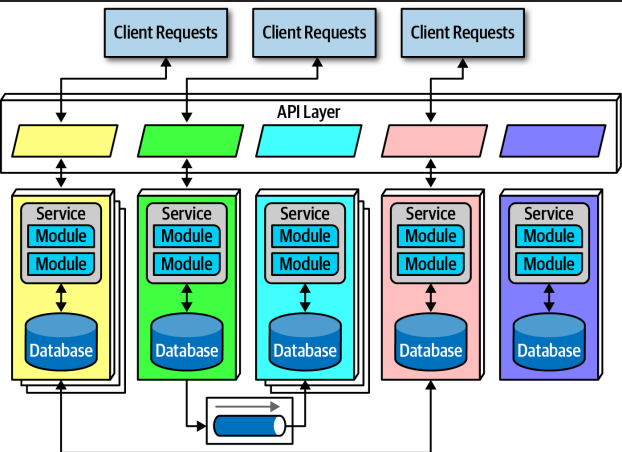 Client Requests
Client Requests
Client Requests
API Layer
Service
Module
Module
Database
Service
Module
Module
Database
Service
Module
Module
Database
Service
Module
Module
Database
Service
Module
Module
Database